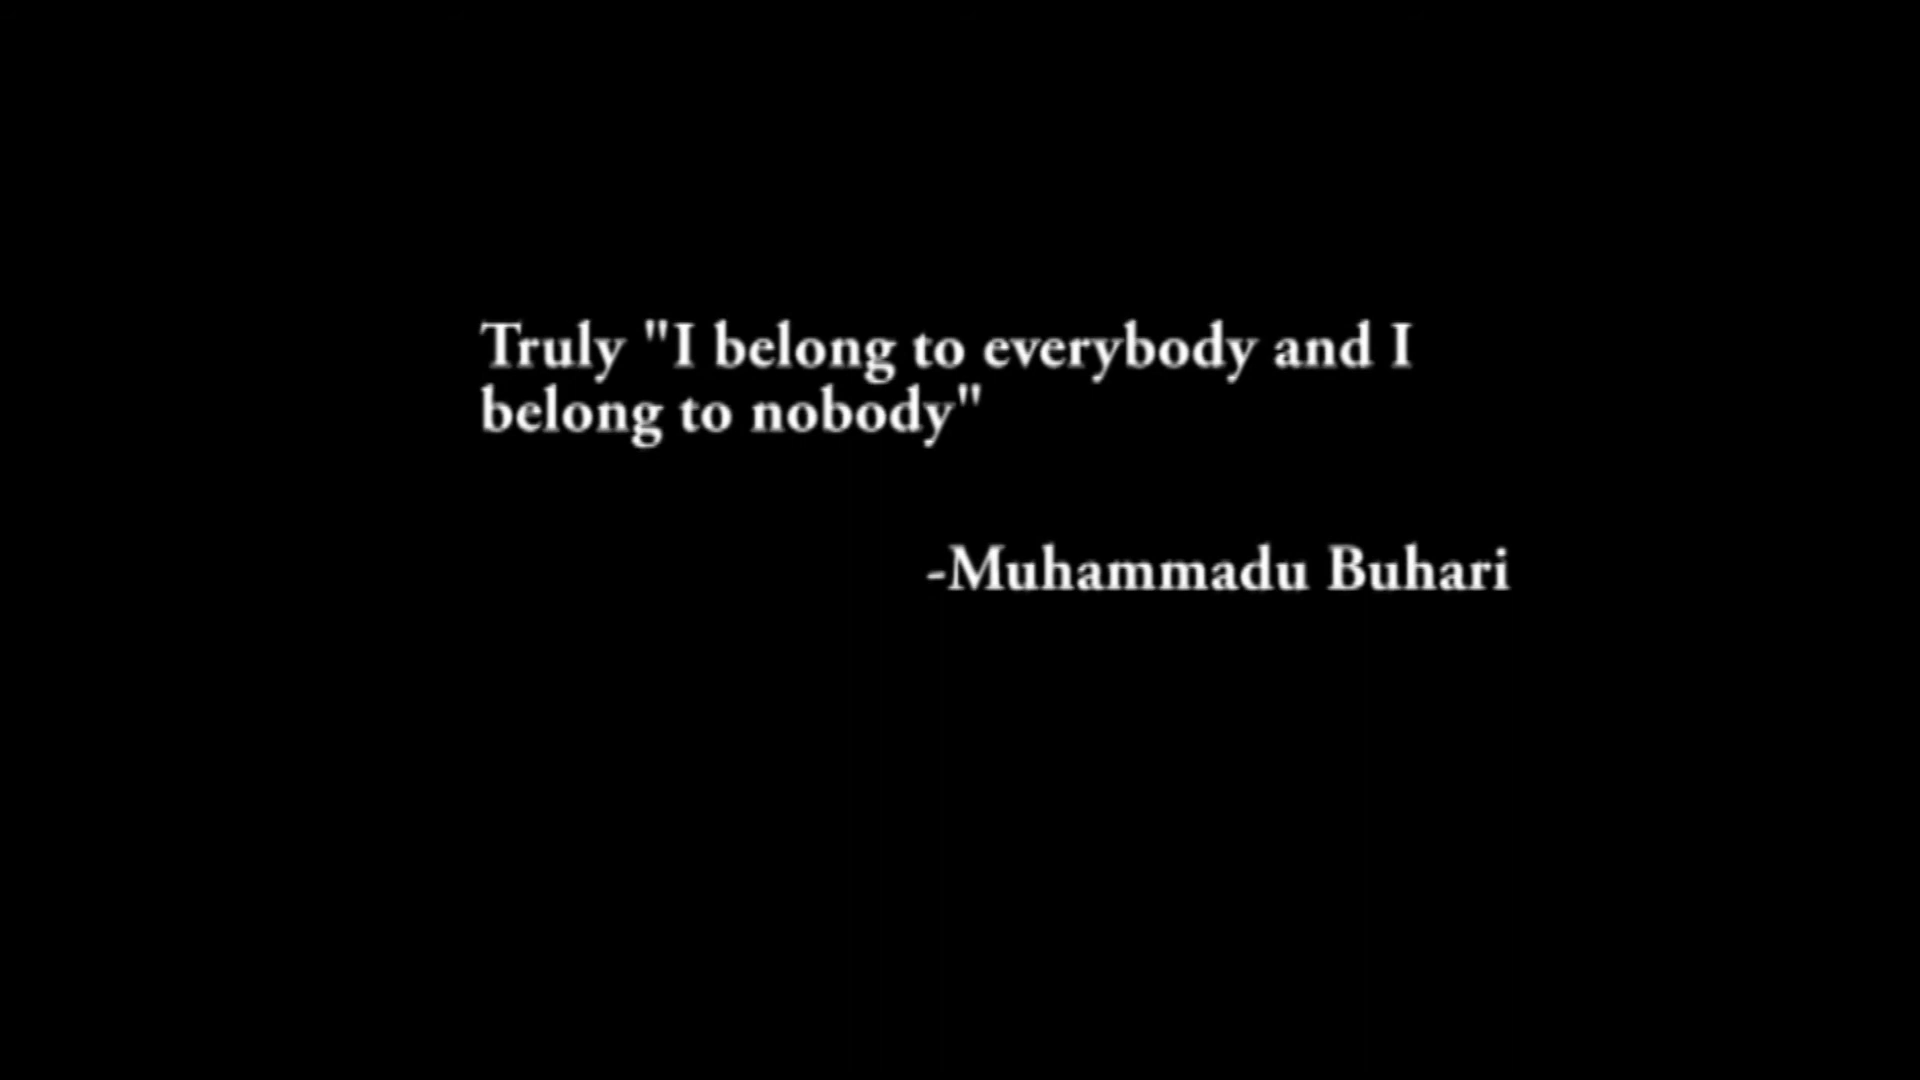 Truly "I belong to everybody and I
belong to nobody"
-Muhammadu Buhari